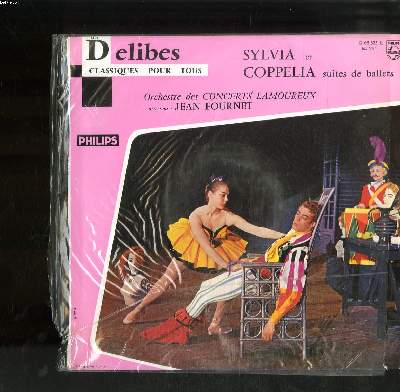 Delibes
CLASSIQUES POUR TOUS
SYLVIA et
COPPELIA suites de ballets
Orchestre des CONCERTS LAMOUREUX
JEAN FOURNET
PHILIPS